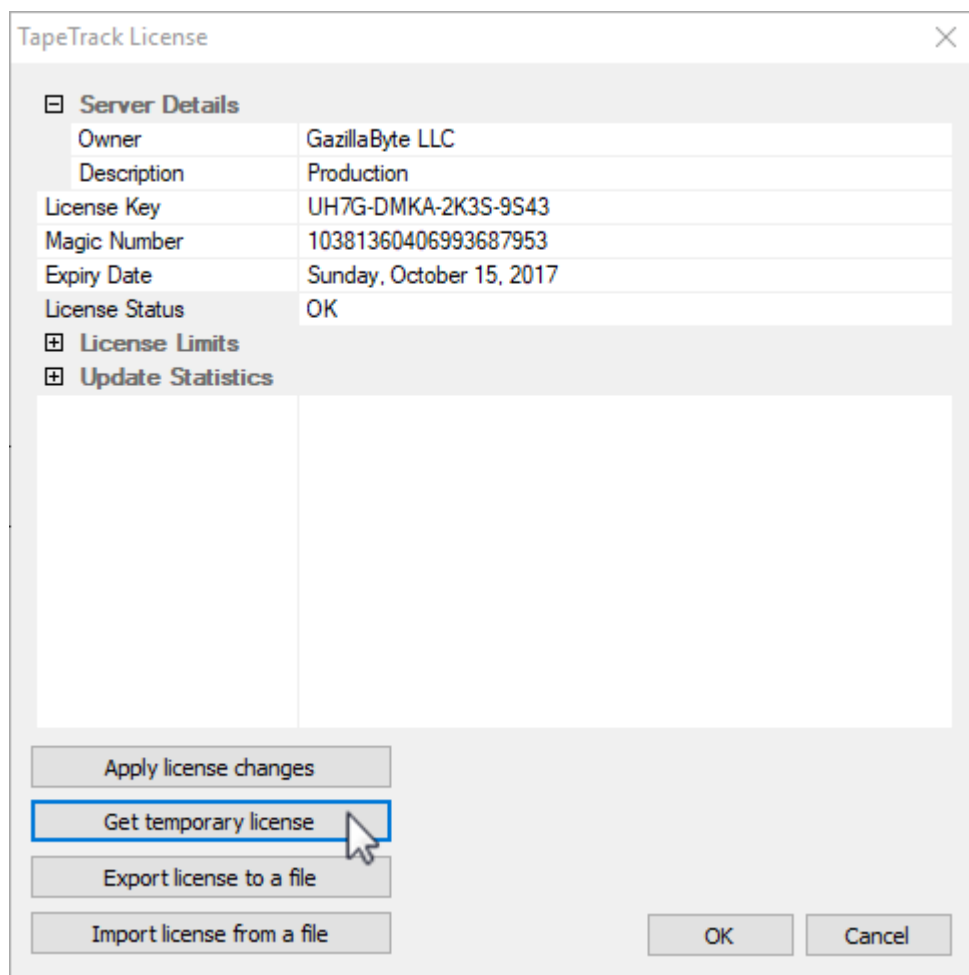 TapeTrack License
Server Details
Owner GazillaByte LLC
Description Production
License Key UH7G-DMKA-2K3S-9S43
Magic Number 10381360406993687953
Expiry Date Sunday, October 15, 2017
License Status OK
License Limits
Update Statistics
Apply license changes
Get temporary license
Export license to a file
Import license from a file
OK Cancel